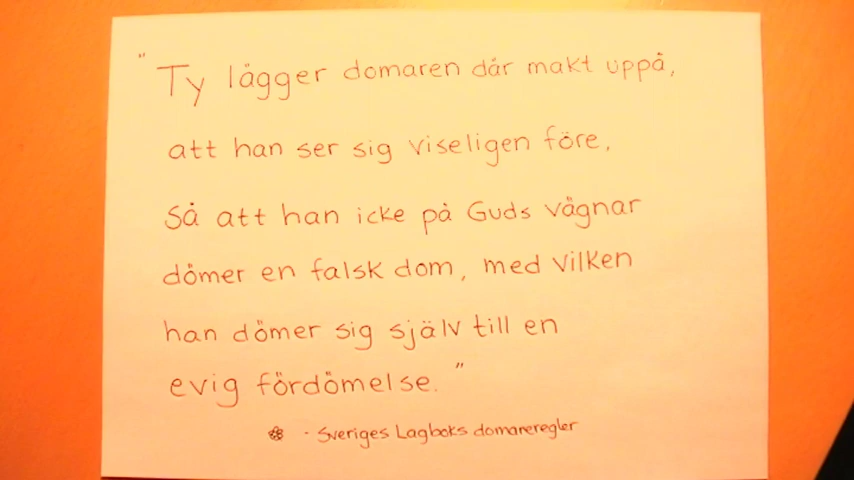 " Ty lägger domaren där makt uppå,
att han ser sig viseligen före,
Så att han icke på Guds vägnar
dömer en falsk dom, med vilken
han dömer sig själv till en
evig fördömelse. "
- Sveriges Lagboks domareregler